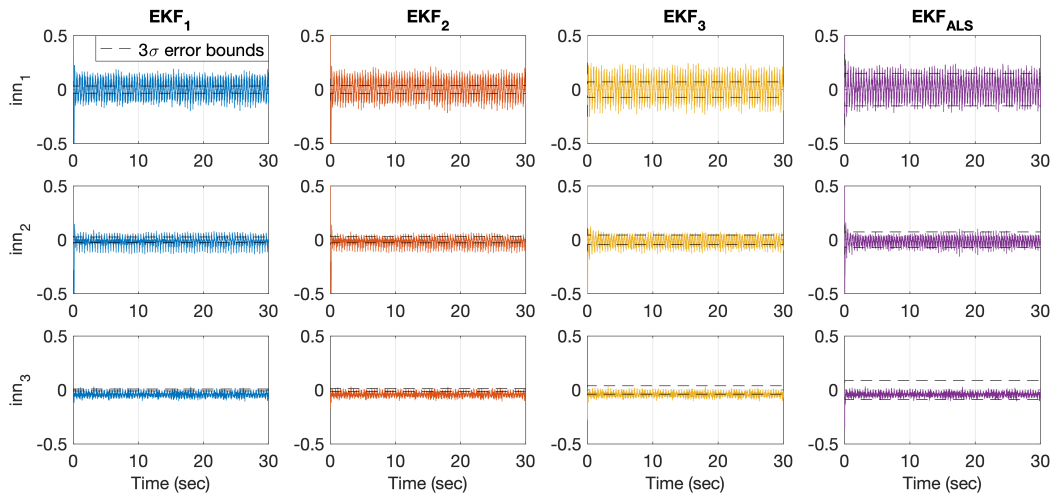 EKF1 EKF2 EKF3 EKFALS
3σ error bounds
inn1
0.5 0 -0.5 0 10 20 30
0.5 0 -0.5 0 10 20 30
0.5 0 -0.5 0 10 20 30
0.5 0 -0.5 0 10 20 30
inn2
0.5 0 -0.5 0 10 20 30
0.5 0 -0.5 0 10 20 30
0.5 0 -0.5 0 10 20 30
0.5 0 -0.5 0 10 20 30
inn3
0.5 0 -0.5 0 10 20 30
0.5 0 -0.5 0 10 20 30
0.5 0 -0.5 0 10 20 30
0.5 0 -0.5 0 10 20 30
Time (sec) Time (sec) Time (sec) Time (sec)